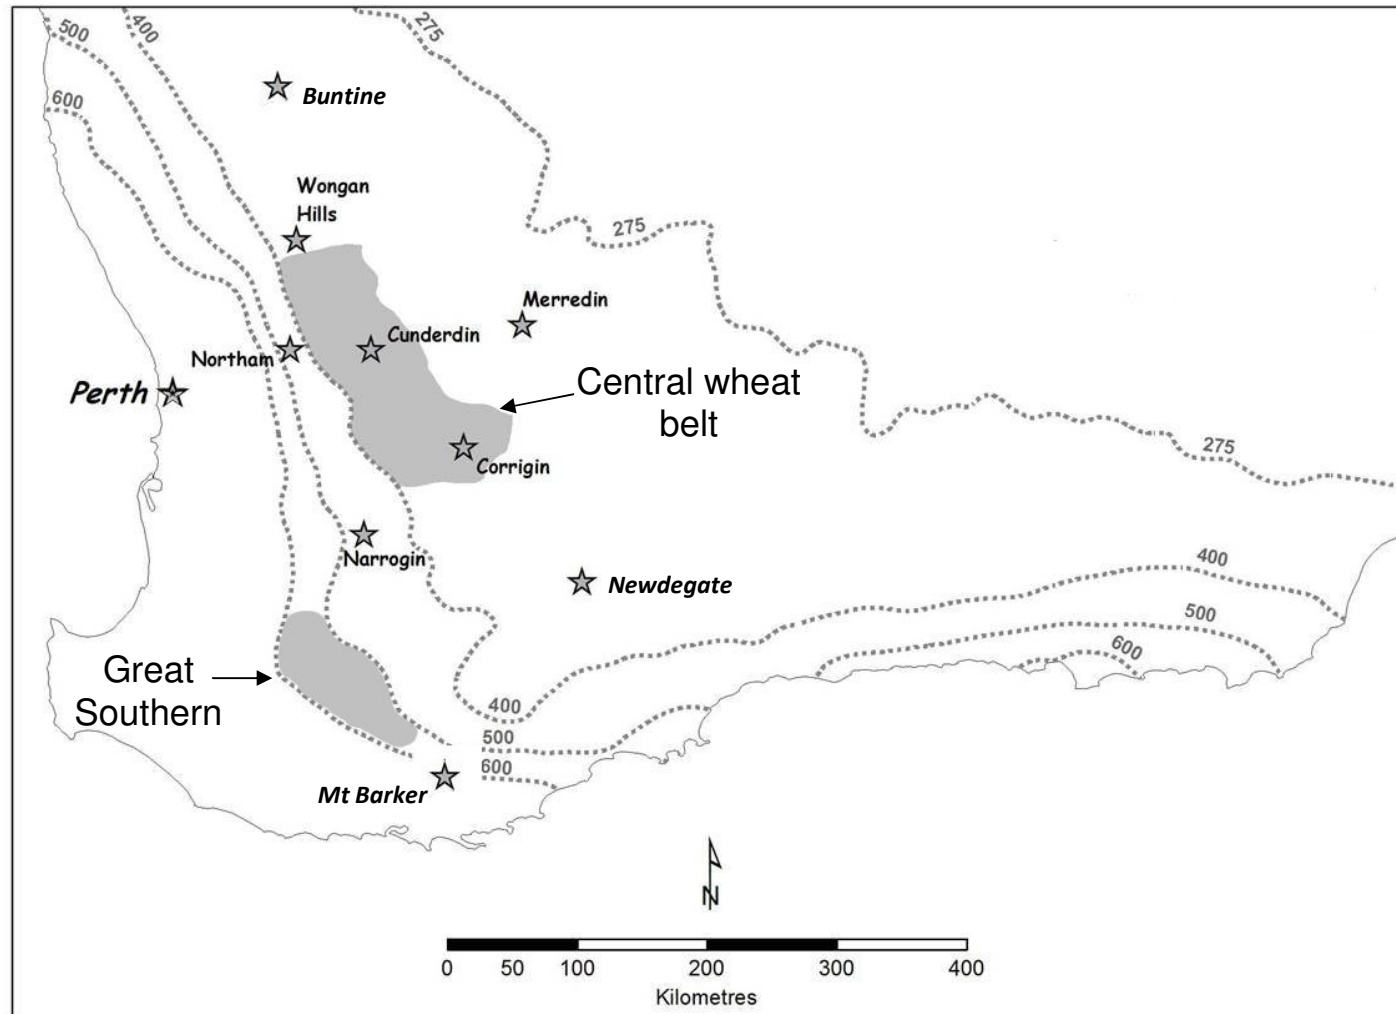 275
400
500
600
Buntine
Wongan
Hills
275
Merredin
Cunderdin
Northam
Perth
Central wheat
belt
Corrigin
275
Narrogin
Newdegate
400
500
600
Great
Southern
400
500
600
Mt Barker
N
0 50 100 200 300 400
Kilometres